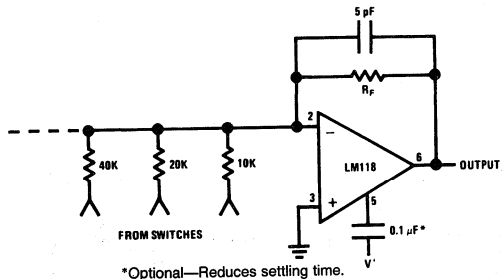 5 pF
RF
2
−
40K
20K
10K
LM118
6
OUTPUT
3
+
5
FROM SWITCHES
0.1 µF*
V'
*Optional—Reduces settling time.